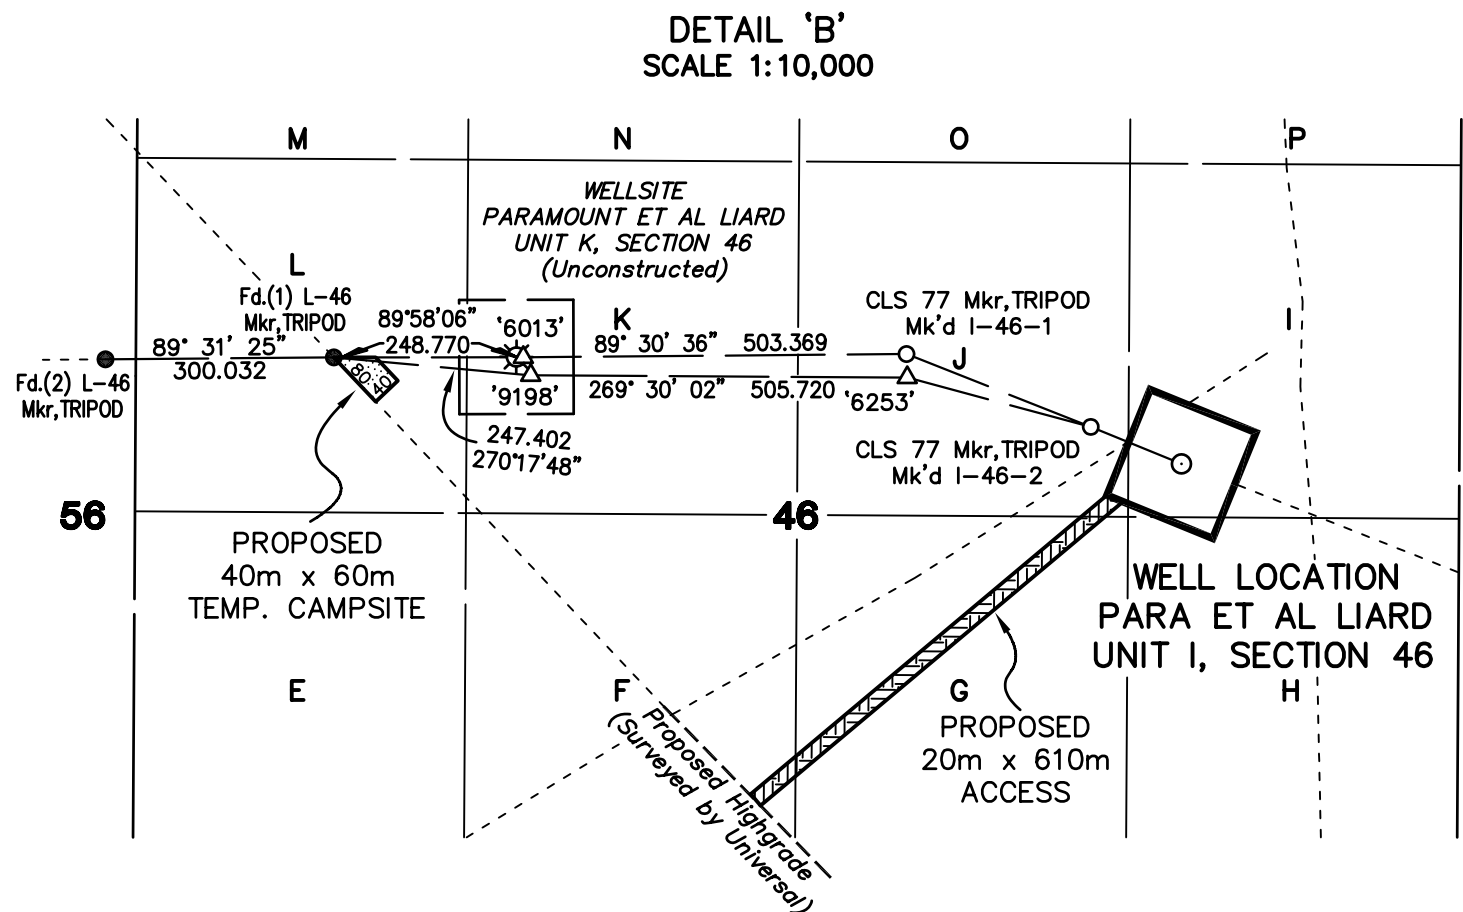 DETAIL ‘B’
SCALE 1:10,000
M
N
O
P
WELLSITE
PARAMOUNT ET AL LIARD
UNIT K, SECTION 46
(Unconstructed)
L
Fd.(1) L-46
Mkr,TRIPOD
89°58’06”
248.770
‘6013’
K
89° 30’ 36”
503.369
CLS 77 Mkr,TRIPOD
Mk’d I-46-1
I
J
89° 31’ 25”
300.032
Fd.(2) L-46
Mkr,TRIPOD
80
40
‘9198’
269° 30’ 02”
505.720
‘6253’
247.402
270°17’48”
CLS 77 Mkr,TRIPOD
Mk’d I-46-2
56
46
PROPOSED
40m x 60m
TEMP. CAMPSITE
WELL LOCATION
PARA ET AL LIARD
UNIT I, SECTION 46
E
F
G
H
Proposed Highgrade
(Surveyed by Universal)
PROPOSED
20m x 610m
ACCESS